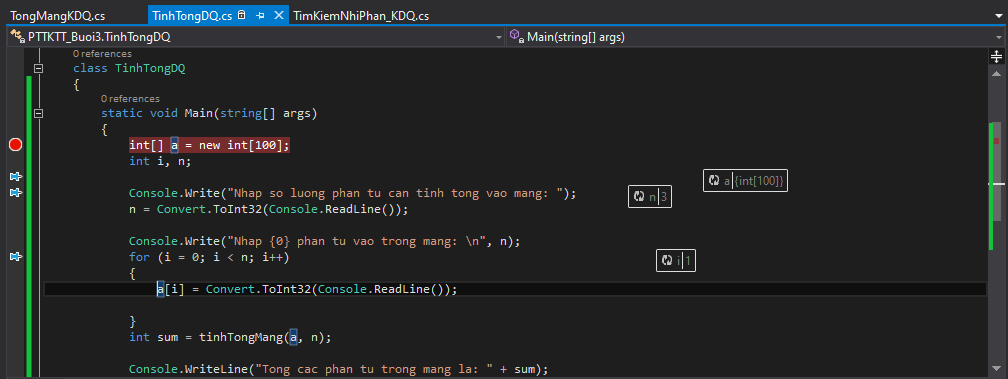 TongMangKDQ.cs TinhTongDQ.cs TimKiemNhiPhan_KDQ.cs
PTTKTT_Buoi3.TinhTongDQ Main(string[] args)
0 references
class TinhTongDQ
{
0 references
static void Main(string[] args)
{
int[] a = new int[100];
int i, n;
a {int[100]}
Console.Write("Nhap so luong phan tu can tinh tong vao mang: ");
n 3
n = Convert.ToInt32(Console.ReadLine());
Console.Write("Nhap {0} phan tu vao trong mang: \n", n);
for (i = 0; i < n; i++)
i 1
{
a[i] = Convert.ToInt32(Console.ReadLine());
}
int sum = tinhTongMang(a, n);
Console.WriteLine("Tong cac phan tu trong mang la: " + sum);